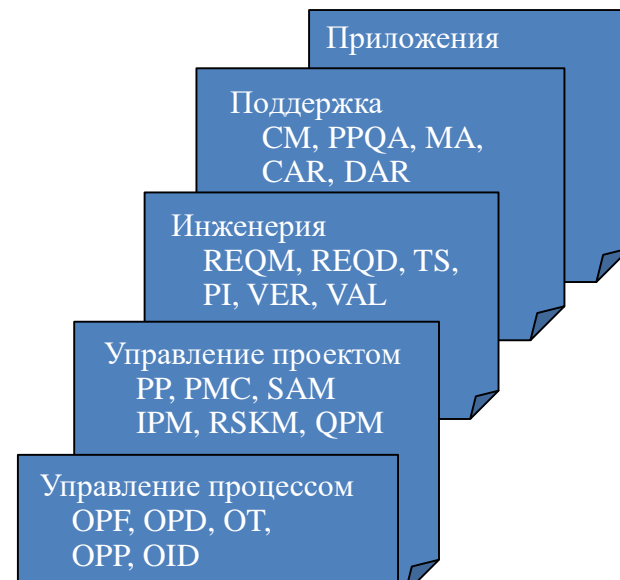 Приложения
Поддержка
CM, PPQA, MA,
CAR, DAR
Инженерия
REQM, REQD, TS,
PI, VER, VAL
Управление проектом
PP, PMC, SAM
IPM, RSKM, QPM
Управление процессом
OPF, OPD, OT,
OPP, OID